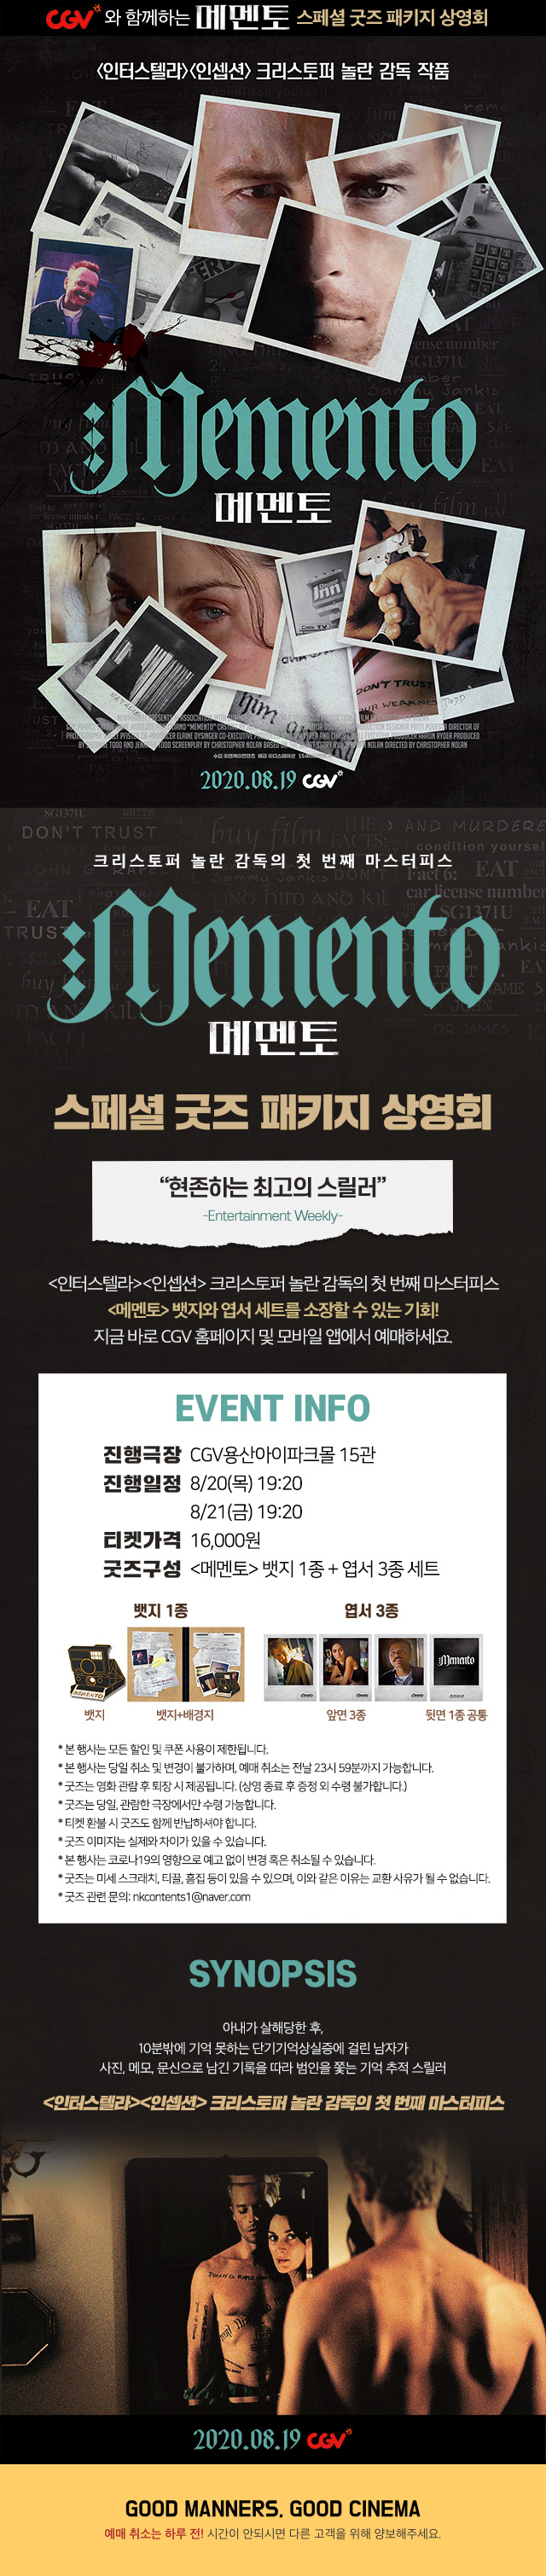 CGV와 함께하는 메멘토 스페셜 굿즈 패키지 상영회
<인터스텔라><인셉션> 크리스토퍼 놀란 감독 작품
Memento
메멘토
DON'T TRUST
2020.08.19 CGV
크리스토퍼 놀란 감독의 첫 번째 마스터피스
Memento
메멘토
스페셜 굿즈 패키지 상영회
“현존하는 최고의 스릴러”
-Entertainment Weekly-
<인터스텔라><인셉션> 크리스토퍼 놀란 감독의 첫 번째 마스터피스
<메멘토> 뱃지와 엽서 세트를 소장할 수 있는 기회!
지금 바로 CGV 홈페이지 및 모바일 앱에서 예매하세요.
EVENT INFO
진행극장 CGV용산아이파크몰 15관
진행일정 8/20(목) 19:20
8/21(금) 19:20
티켓가격 16,000원
굿즈구성 <메멘토> 뱃지 1종 + 엽서 3종 세트
뱃지 1종 엽서 3종
뱃지 뱃지+배경지 앞면 3종 뒷면 1종 공통
* 본 행사는 모든 할인 및 쿠폰 사용이 제한됩니다.
* 본 행사는 당일 취소 및 변경이 불가하며, 예매 취소는 전날 23시 59분까지 가능합니다.
* 굿즈는 영화 관람 후 퇴장 시 제공됩니다. (상영 종료 후 증정 외 수령 불가합니다.)
* 굿즈는 당일, 관람한 극장에서만 수령 가능합니다.
* 티켓 환불 시 굿즈도 함께 반납하셔야 합니다.
* 굿즈 이미지는 실제와 차이가 있을 수 있습니다.
* 본 행사는 코로나19의 영향으로 예고 없이 변경 혹은 취소될 수 있습니다.
* 굿즈는 미세 스크래치, 티끌, 흠집 등이 있을 수 있으며, 이와 같은 이유는 교환 사유가 될 수 없습니다.
* 굿즈 관련 문의: nkcontents1@naver.com
SYNOPSIS
아내가 살해당한 후,
10분밖에 기억 못하는 단기기억상실증에 걸린 남자가
사진, 메모, 문신으로 남긴 기록을 따라 범인을 쫓는 기억 추적 스릴러
<인터스텔라><인셉션> 크리스토퍼 놀란 감독의 첫 번째 마스터피스
2020.08.19 CGV
GOOD MANNERS, GOOD CINEMA
예매 취소는 하루 전! 시간이 안되시면 다른 고객을 위해 양보해주세요.